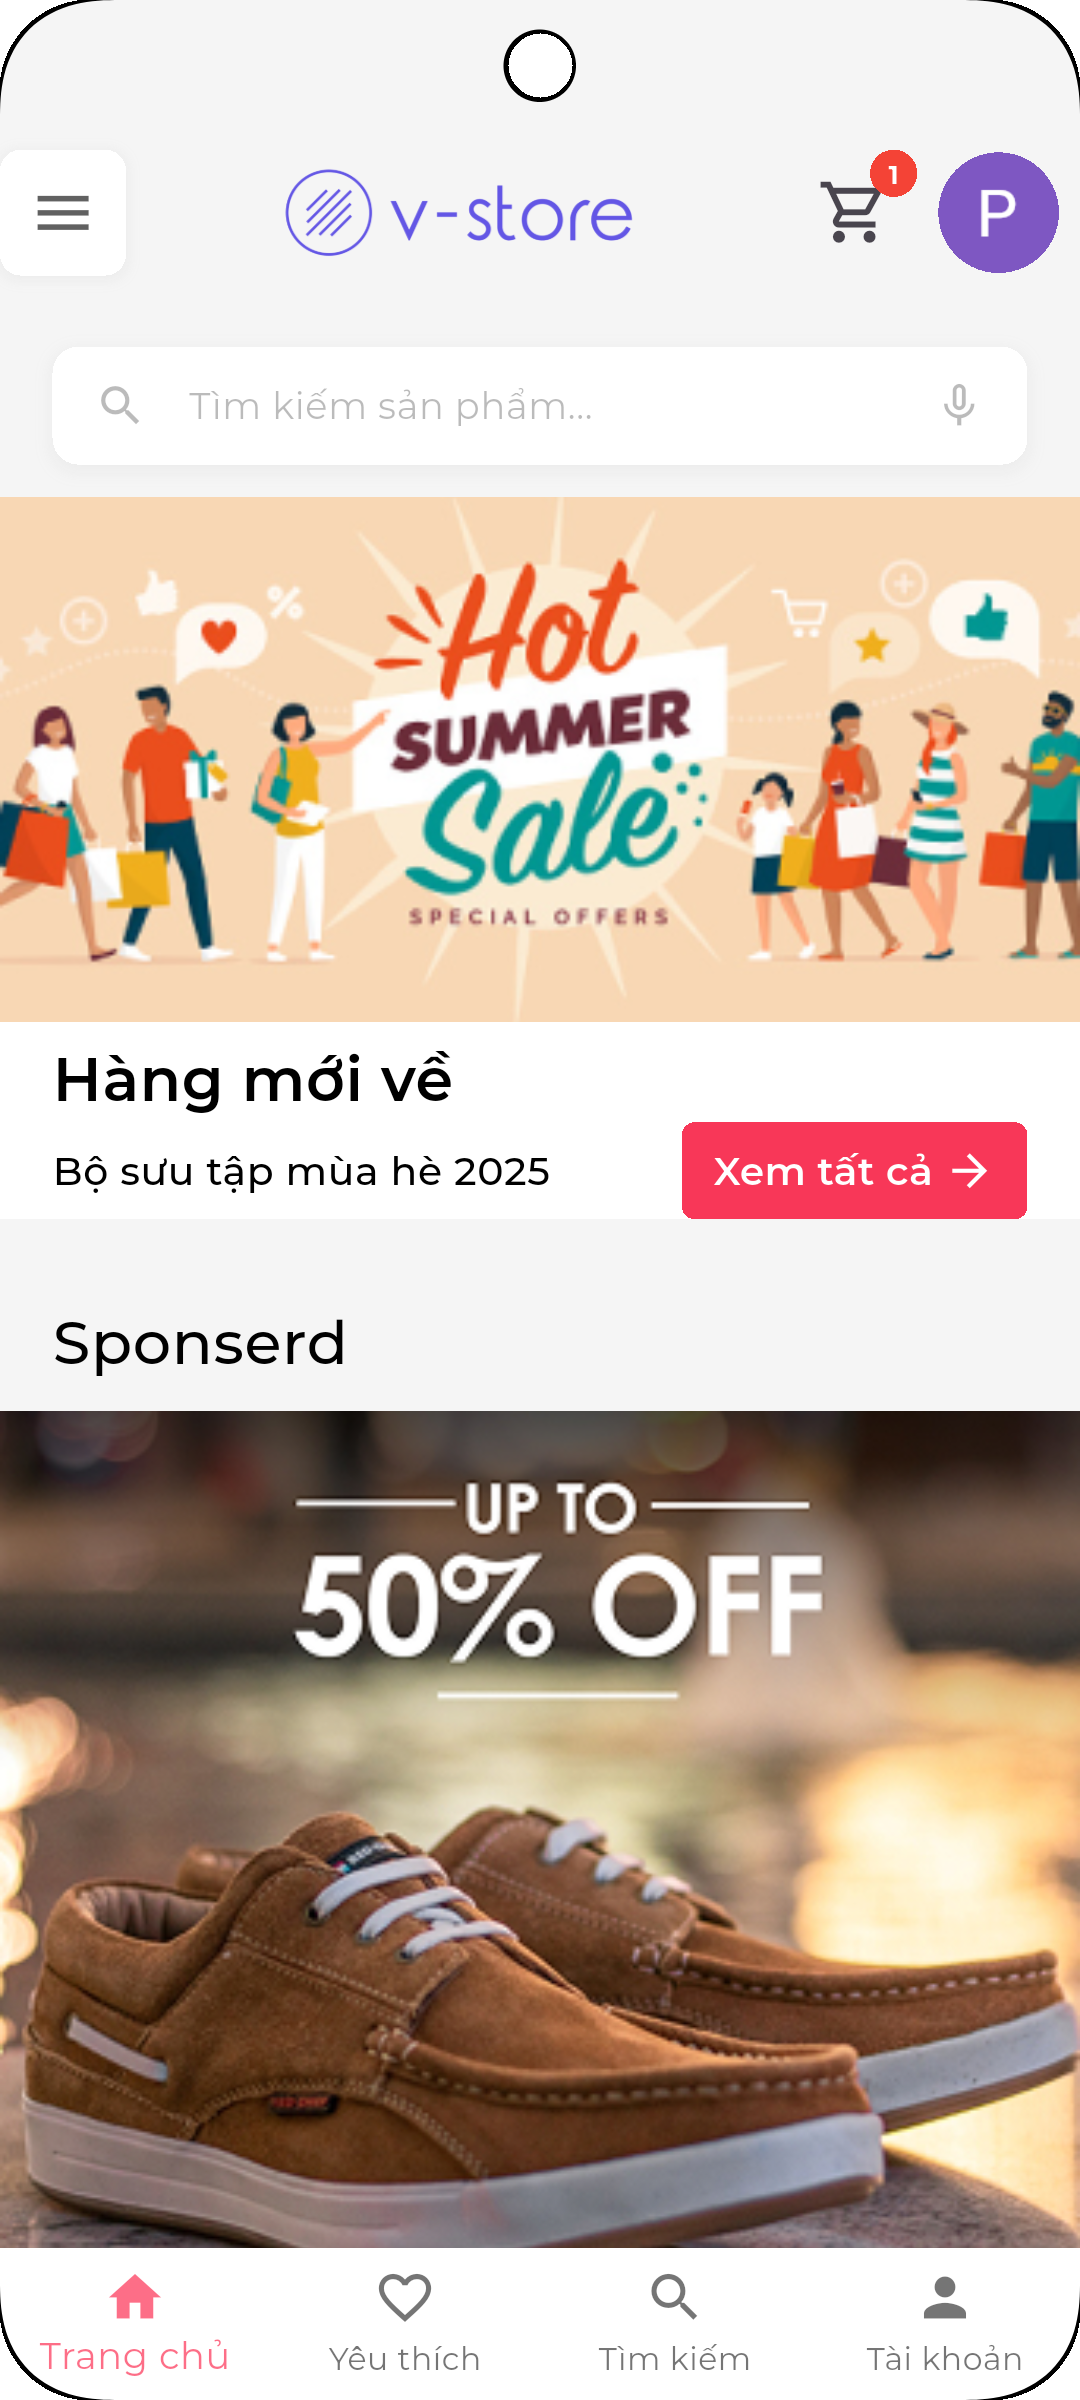 v-store
1
P
Tìm kiếm sản phẩm...
Hot
SUMMER
Sale
SPECIAL OFFERS
Hàng mới về
Bộ sưu tập mùa hè 2025
Xem tất cả
Sponserd
UP TO
50% OFF
Trang chủ
Yêu thích
Tìm kiếm
Tài khoản